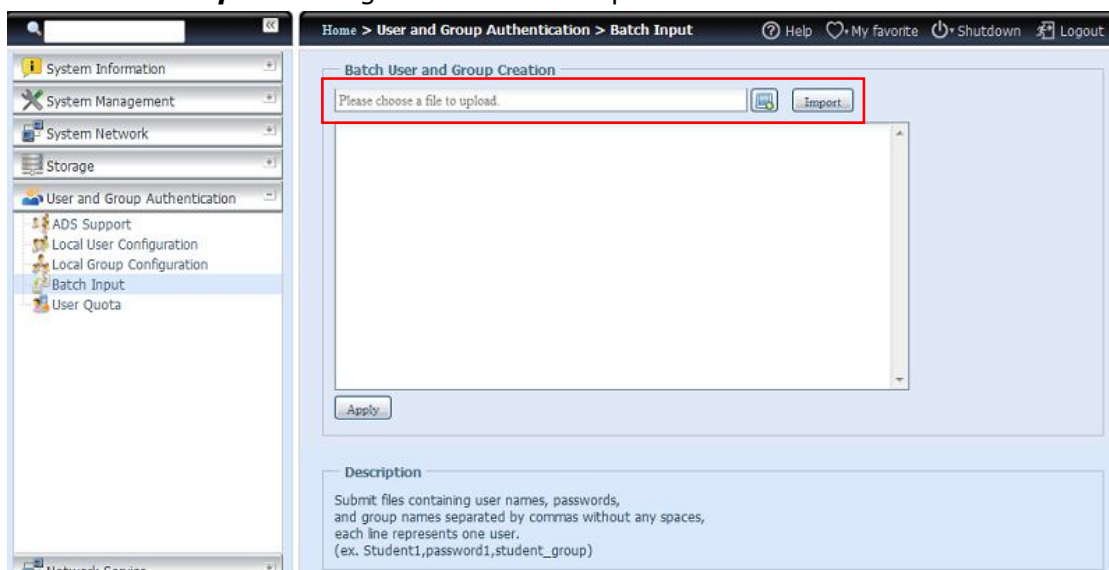 Home > User and Group Authentication > Batch Input
Help
My favorite
Shutdown
Logout
System Information
System Management
System Network
Storage
User and Group Authentication
ADS Support
Local User Configuration
Local Group Configuration
Batch Input
User Quota
Batch User and Group Creation
Please choose a file to upload.
Import
Apply
Description
Submit files containing user names, passwords,
and group names separated by commas without any spaces,
each line represents one user.
(ex. Student1,password1,student_group)